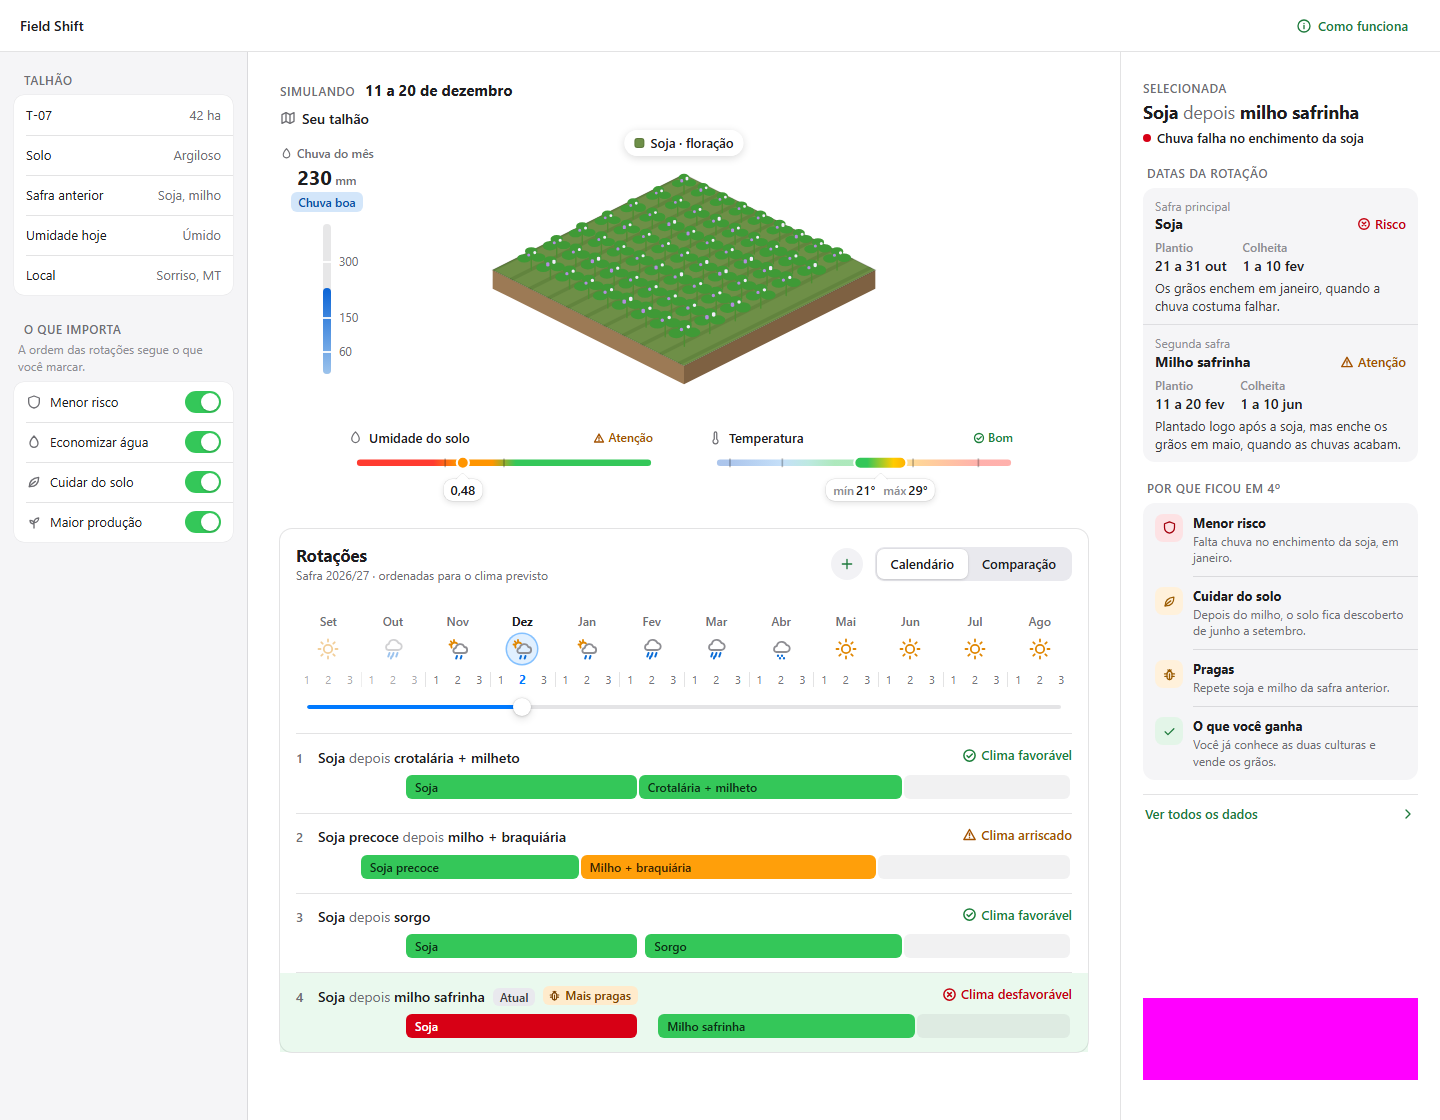 Field Shift
Como funciona
TALHÃO
T-07 42 ha
Solo Argiloso
Safra anterior Soja, milho
Umidade hoje Úmido
Local Sorriso, MT
O QUE IMPORTA
A ordem das rotações segue o que
você marcar.
Menor risco
Economizar água
Cuidar do solo
Maior produção
SIMULANDO 11 a 20 de dezembro
Seu talhão
Chuva do mês
230 mm
Chuva boa
300
150
60
Soja · floração
Umidade do solo Atenção
0,48
Temperatura Bom
mín 21° máx 29°
Rotações
Safra 2026/27 · ordenadas para o clima previsto
+
Calendário Comparação
Set Out Nov Dez Jan Fev Mar Abr Mai Jun Jul Ago
1 2 3 1 2 3 1 2 3 1 2 3 1 2 3 1 2 3 1 2 3 1 2 3 1 2 3 1 2 3 1 2 3 1 2 3
1 Soja depois crotalária + milheto Clima favorável
Soja Crotalária + milheto
2 Soja precoce depois milho + braquiária Clima arriscado
Soja precoce Milho + braquiária
3 Soja depois sorgo Clima favorável
Soja Sorgo
4 Soja depois milho safrinha Atual Mais pragas Clima desfavorável
Soja Milho safrinha
SELECIONADA
Soja depois milho safrinha
Chuva falha no enchimento da soja
DATAS DA ROTAÇÃO
Safra principal
Soja Risco
Plantio Colheita
21 a 31 out 1 a 10 fev
Os grãos enchem em janeiro, quando a
chuva costuma falhar.
Segunda safra
Milho safrinha Atenção
Plantio Colheita
11 a 20 fev 1 a 10 jun
Plantado logo após a soja, mas enche os
grãos em maio, quando as chuvas acabam.
POR QUE FICOU EM 4º
Menor risco
Falta chuva no enchimento da soja, em
janeiro.
Cuidar do solo
Depois do milho, o solo fica descoberto
de junho a setembro.
Pragas
Repete soja e milho da safra anterior.
O que você ganha
Você já conhece as duas culturas e
vende os grãos.
Ver todos os dados